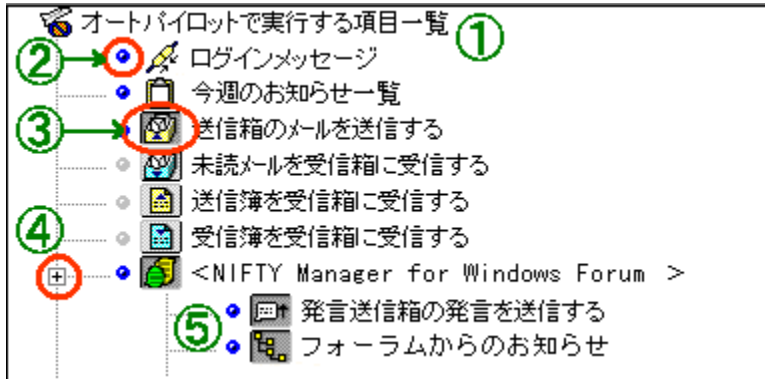 オートパイロットで実行する項目一覧 ①
② ログインメッセージ
今週のお知らせ一覧
③ 送信箱のメールを送信する
未読メールを受信箱に受信する
送信簿を受信箱に受信する
④ 受信簿を受信箱に受信する
<NIFTY Manager for Windows Forum >
⑤ 発言送信箱の発言を送信する
フォーラムからのお知らせ